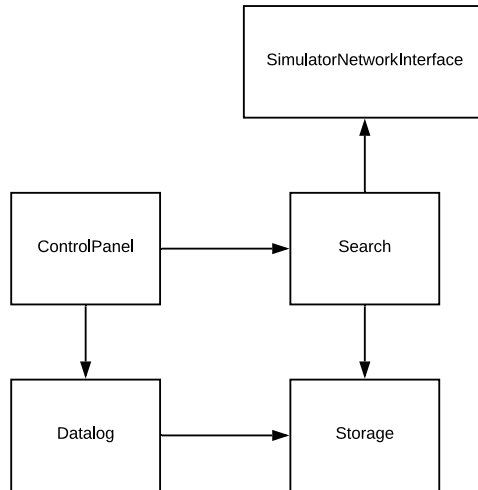 SimulatorNetworkInterface
ControlPanel
Search
Datalog
Storage